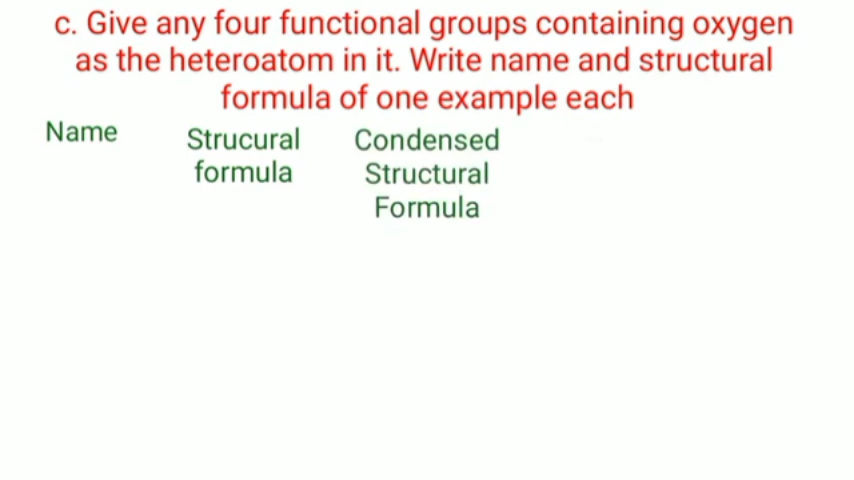 c. Give any four functional groups containing oxygen
as the heteroatom in it. Write name and structural
formula of one example each
Name
Strucural
formula
Condensed
Structural
Formula